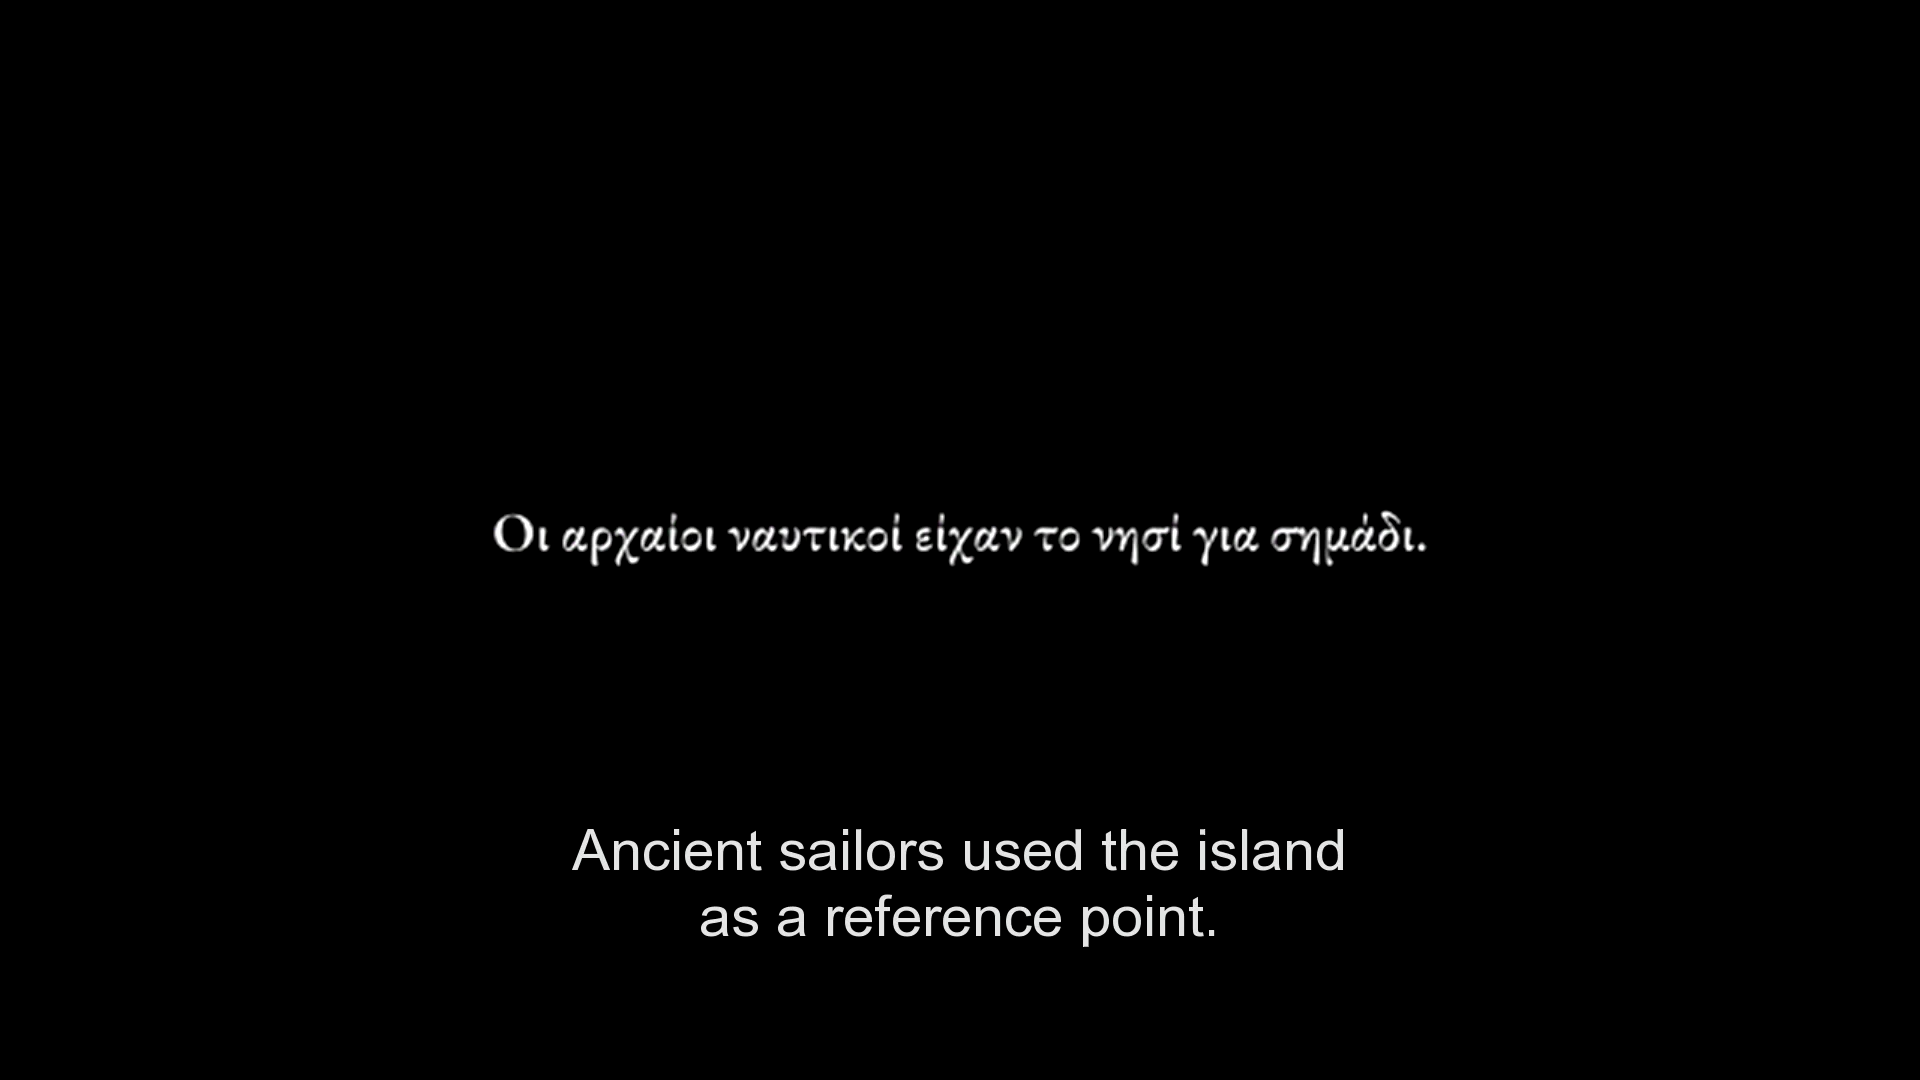 Οι αρχαίοι ναυτικοί είχαν το νησί για σημάδι.
Ancient sailors used the island
as a reference point.